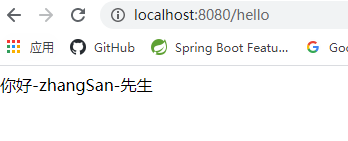 localhost:8080/hello
应用 GitHub Spring Boot Featu... Goo
你好-zhangSan-先生